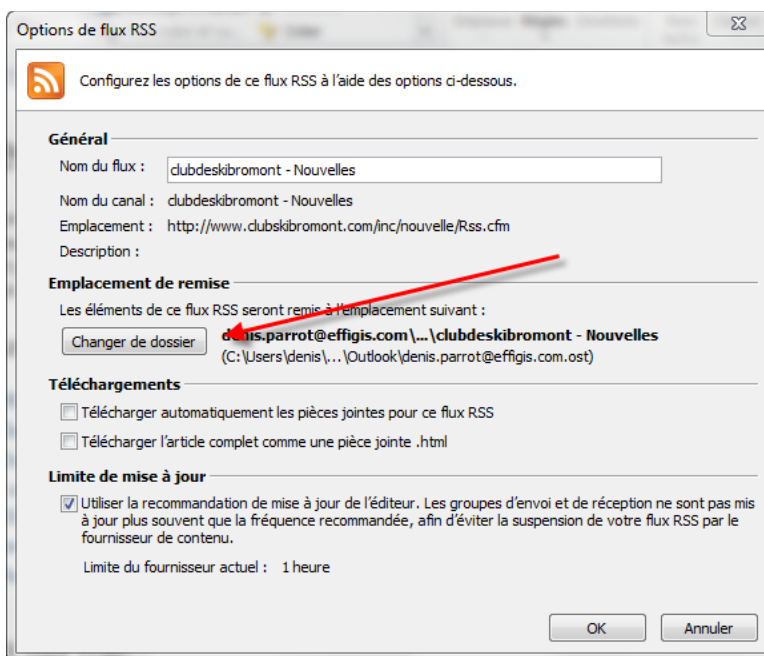 Options de flux RSS
Configurez les options de ce flux RSS à l'aide des options ci-dessous.
Général
Nom du flux : clubdeskibromont - Nouvelles
Nom du canal : clubdeskibromont - Nouvelles
Emplacement : http://www.clubskibromont.com/inc/nouvelle/Rss.cfm
Description :
Emplacement de remise
Les éléments de ce flux RSS seront remis à l'emplacement suivant :
Changer de dossier denis.parrot@effigis.com\...\clubdeskibromont - Nouvelles
(C:\Users\denis\...\Outlook\denis.parrot@effigis.com.ost)
Téléchargements
Télécharger automatiquement les pièces jointes pour ce flux RSS
Télécharger l'article complet comme une pièce jointe .html
Limite de mise à jour
Utiliser la recommandation de mise à jour de l'éditeur. Les groupes d'envoi et de réception ne sont pas mis
à jour plus souvent que la fréquence recommandée, afin d'éviter la suspension de votre flux RSS par le
fournisseur de contenu.
Limite du fournisseur actuel : 1 heure
OK Annuler